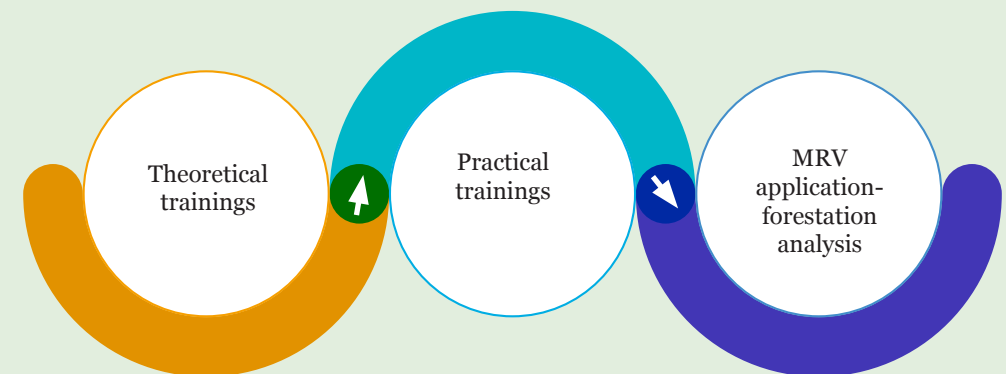 Theoretical
trainings
Practical
trainings
MRV
application-
forestation
analysis